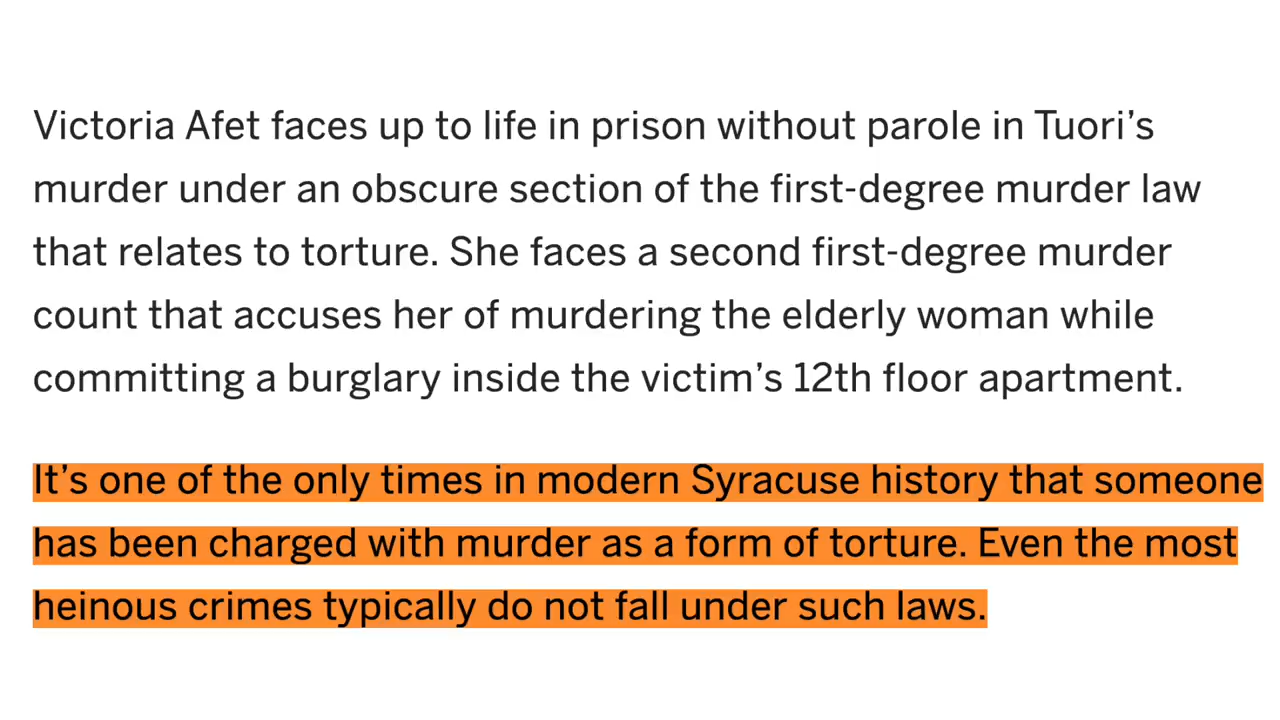 Victoria Afet faces up to life in prison without parole in Tuori’s
murder under an obscure section of the first-degree murder law
that relates to torture. She faces a second first-degree murder
count that accuses her of murdering the elderly woman while
committing a burglary inside the victim’s 12th floor apartment.
It’s one of the only times in modern Syracuse history that someone
has been charged with murder as a form of torture. Even the most
heinous crimes typically do not fall under such laws.